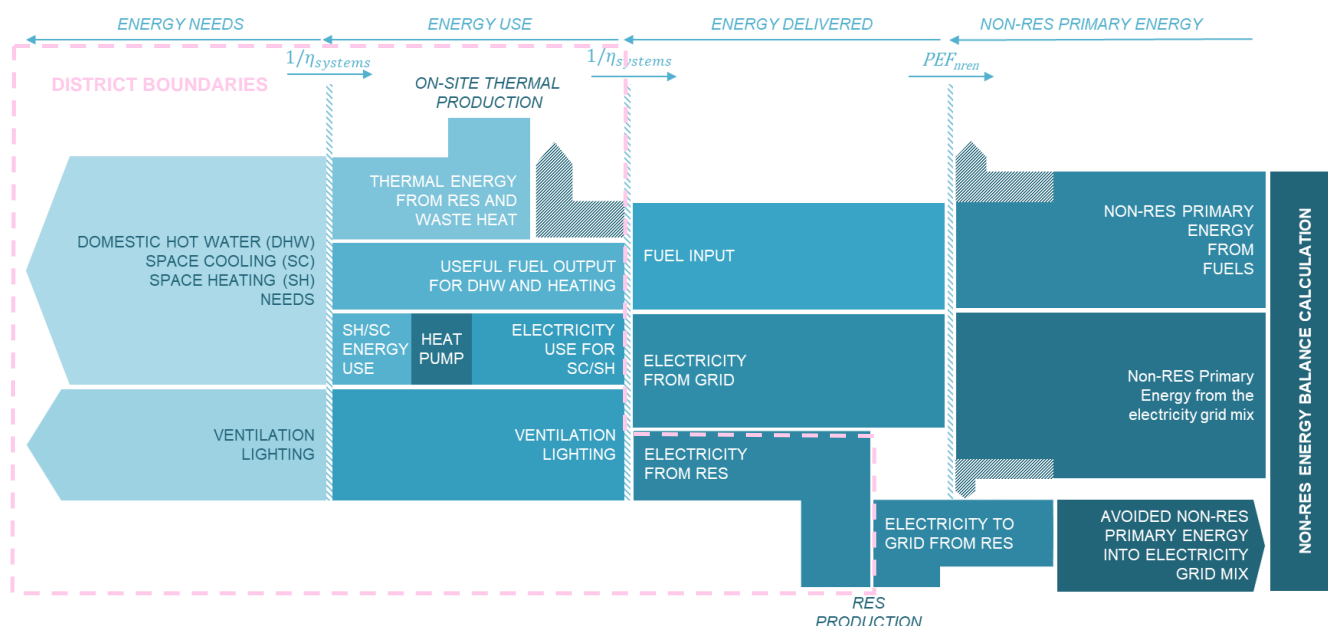 ENERGY NEEDS
ENERGY USE
ENERGY DELIVERED
NON-RES PRIMARY ENERGY
1/η_systems
1/η_systems
PEF_nren
DISTRICT BOUNDARIES
ON-SITE THERMAL
PRODUCTION
DOMESTIC HOT WATER (DHW)
SPACE COOLING (SC)
SPACE HEATING (SH)
NEEDS
THERMAL ENERGY
FROM RES AND
WASTE HEAT
USEFUL FUEL OUTPUT
FOR DHW AND HEATING
SH/SC
ENERGY
USE
HEAT
PUMP
ELECTRICITY
USE FOR
SC/SH
FUEL INPUT
ELECTRICITY
FROM GRID
NON-RES PRIMARY
ENERGY
FROM
FUELS
Non-RES Primary
Energy from the
electricity grid mix
VENTILATION
LIGHTING
VENTILATION
LIGHTING
ELECTRICITY
FROM RES
ELECTRICITY TO
GRID FROM RES
AVOIDED NON-RES
PRIMARY ENERGY
INTO ELECTRICITY
GRID MIX
RES
PRODUCTION
NON-RES ENERGY BALANCE CALCULATION